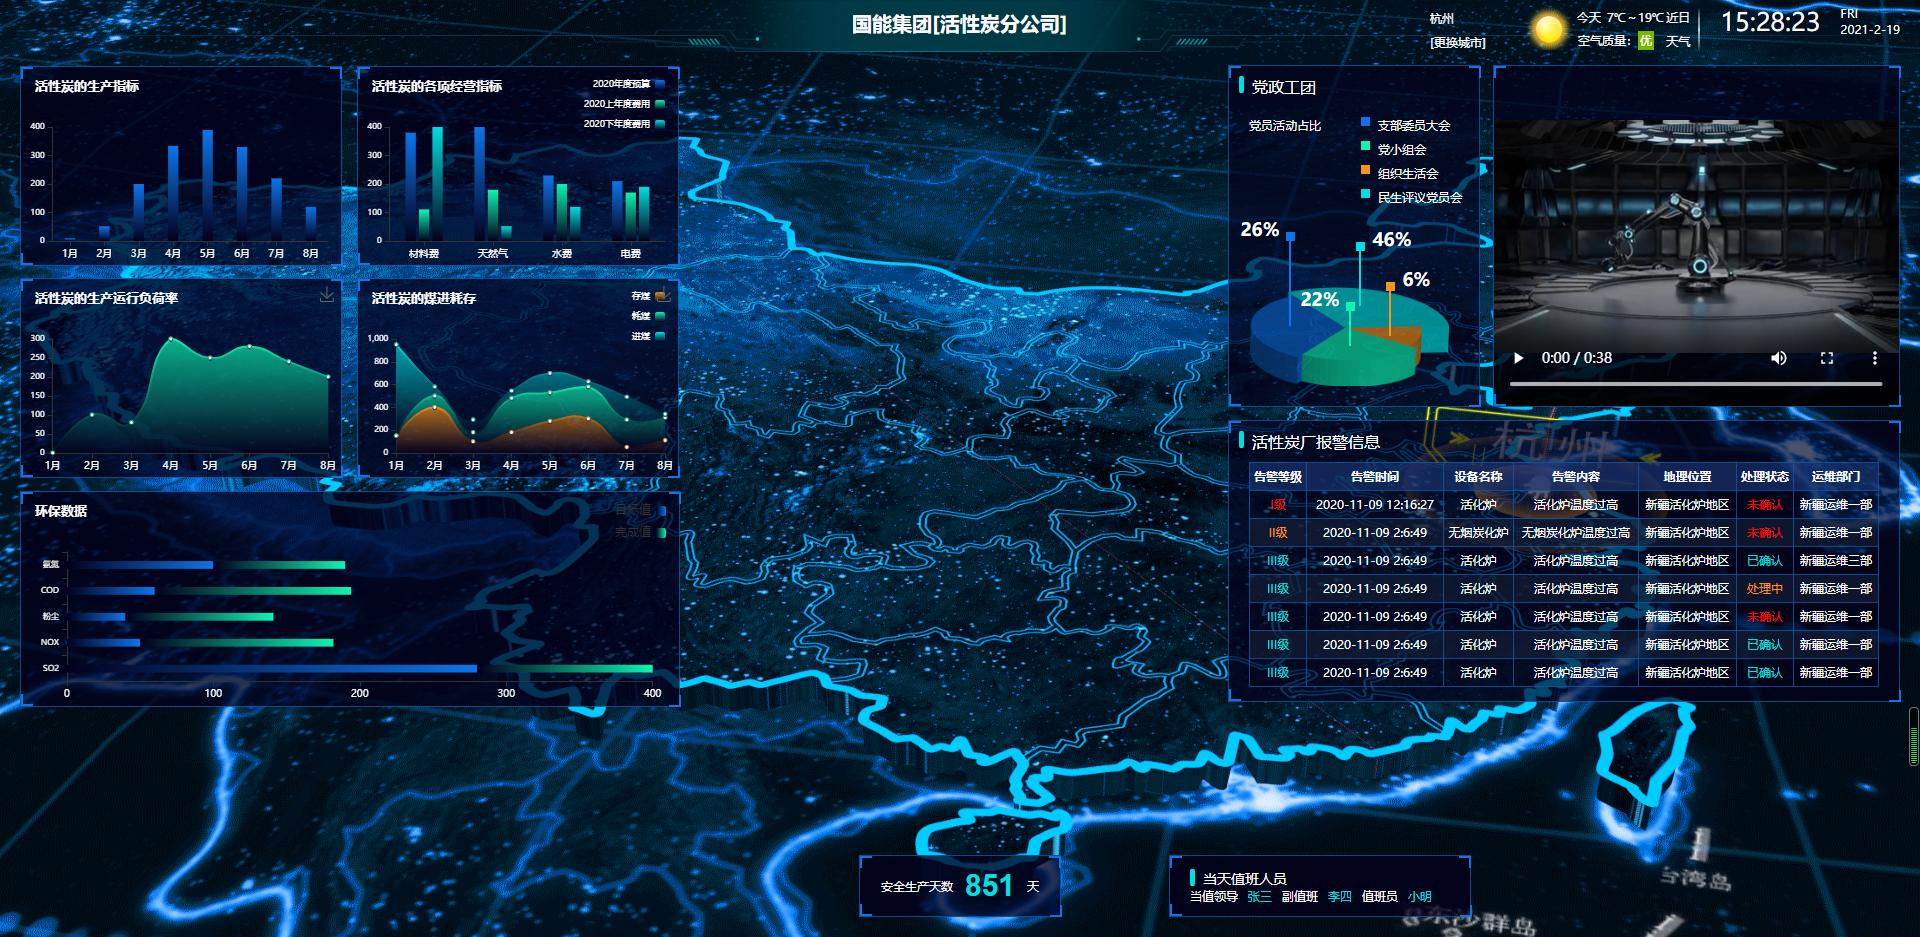 国能集团[活性炭分公司]
杭州
[更换城市]
今天 7℃～19℃ 近日
空气质量: 优 天气
15:28:23
FRI
2021-2-19
活性炭的生产指标
400
300
200
100
0
1月 2月 3月 4月 5月 6月 7月 8月
活性炭的各项经营指标
2020年度预算
2020上年度费用
2020下年度费用
400
300
200
100
0
材料费 天然气 水费 电费
活性炭的生产运行负荷率
300
250
200
150
100
50
0
1月 2月 3月 4月 5月 6月 7月 8月
活性炭的煤进耗存
存煤
耗煤
进煤
1,000
800
600
400
200
0
1月 2月 3月 4月 5月 6月 7月 8月
环保数据
目标值
完成值
氨氮
COD
粉尘
NOX
SO2
0 100 200 300 400
党政工团
党员活动占比
支部委员大会
党小组会
组织生活会
民生评议党员会
26%
46%
6%
22%
0:00 / 0:38
杭州
活性炭厂报警信息
告警等级 告警时间 设备名称 告警内容 地理位置 处理状态 运维部门
I级 2020-11-09 12:16:27 活化炉 活化炉温度过高 新疆活化炉地区 未确认 新疆运维一部
II级 2020-11-09 2:6:49 无烟炭化炉 无烟炭化炉温度过高 新疆活化炉地区 未确认 新疆运维一部
III级 2020-11-09 2:6:49 活化炉 活化炉温度过高 新疆活化炉地区 已确认 新疆运维三部
III级 2020-11-09 2:6:49 活化炉 活化炉温度过高 新疆活化炉地区 处理中 新疆运维一部
III级 2020-11-09 2:6:49 活化炉 活化炉温度过高 新疆活化炉地区 未确认 新疆运维一部
III级 2020-11-09 2:6:49 活化炉 活化炉温度过高 新疆活化炉地区 已确认 新疆运维一部
III级 2020-11-09 2:6:49 活化炉 活化炉温度过高 新疆活化炉地区 已确认 新疆运维一部
台湾岛
东沙群岛
安全生产天数 851 天
当天值班人员
当值领导 张三 副值班 李四 值班员 小明